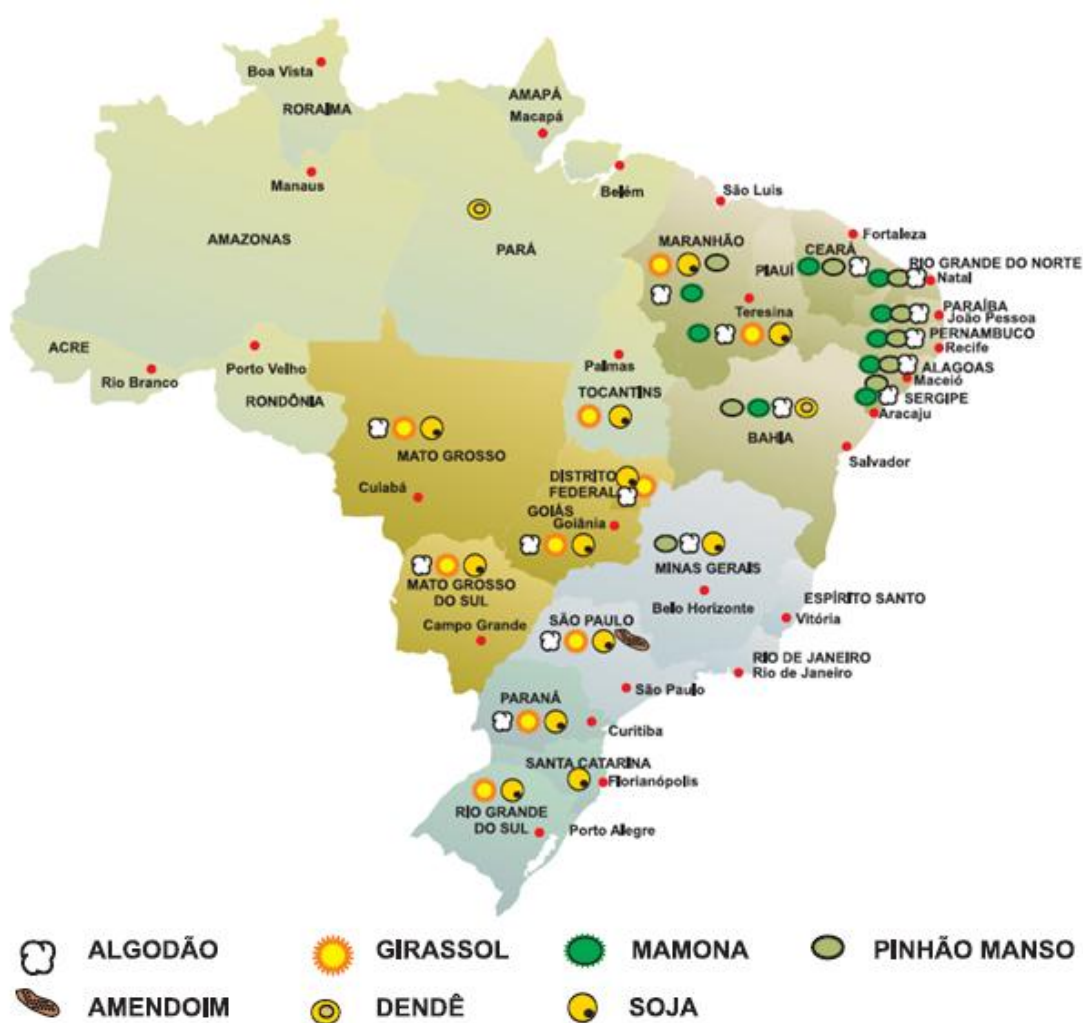 Boa Vista
RORAIMA
AMAPÁ
Macapá
Manaus
Belém
São Luis
AMAZONAS
PARÁ
MARANHÃO
PIAUÍ
CEARÁ
Fortaleza
RIO GRANDE DO NORTE
Natal
Teresina
PARAÍBA
João Pessoa
PERNAMBUCO
Recife
ACRE
Rio Branco
Porto Velho
RONDÔNIA
Palmas
TOCANTINS
ALAGOAS
Maceió
SERGIPE
Aracaju
BAHIA
Salvador
MATO GROSSO
Cuiabá
DISTRITO
FEDERAL
GOIÁS
Goiânia
MINAS GERAIS
Belo Horizonte
ESPÍRITO SANTO
Vitória
MATO GROSSO
DO SUL
Campo Grande
SÃO PAULO
São Paulo
RIO DE JANEIRO
Rio de Janeiro
PARANÁ
Curitiba
SANTA CATARINA
Florianópolis
RIO GRANDE
DO SUL
Porto Alegre
ALGODÃO GIRASSOL MAMONA PINHÃO MANSO
AMENDOIM DENDÊ SOJA